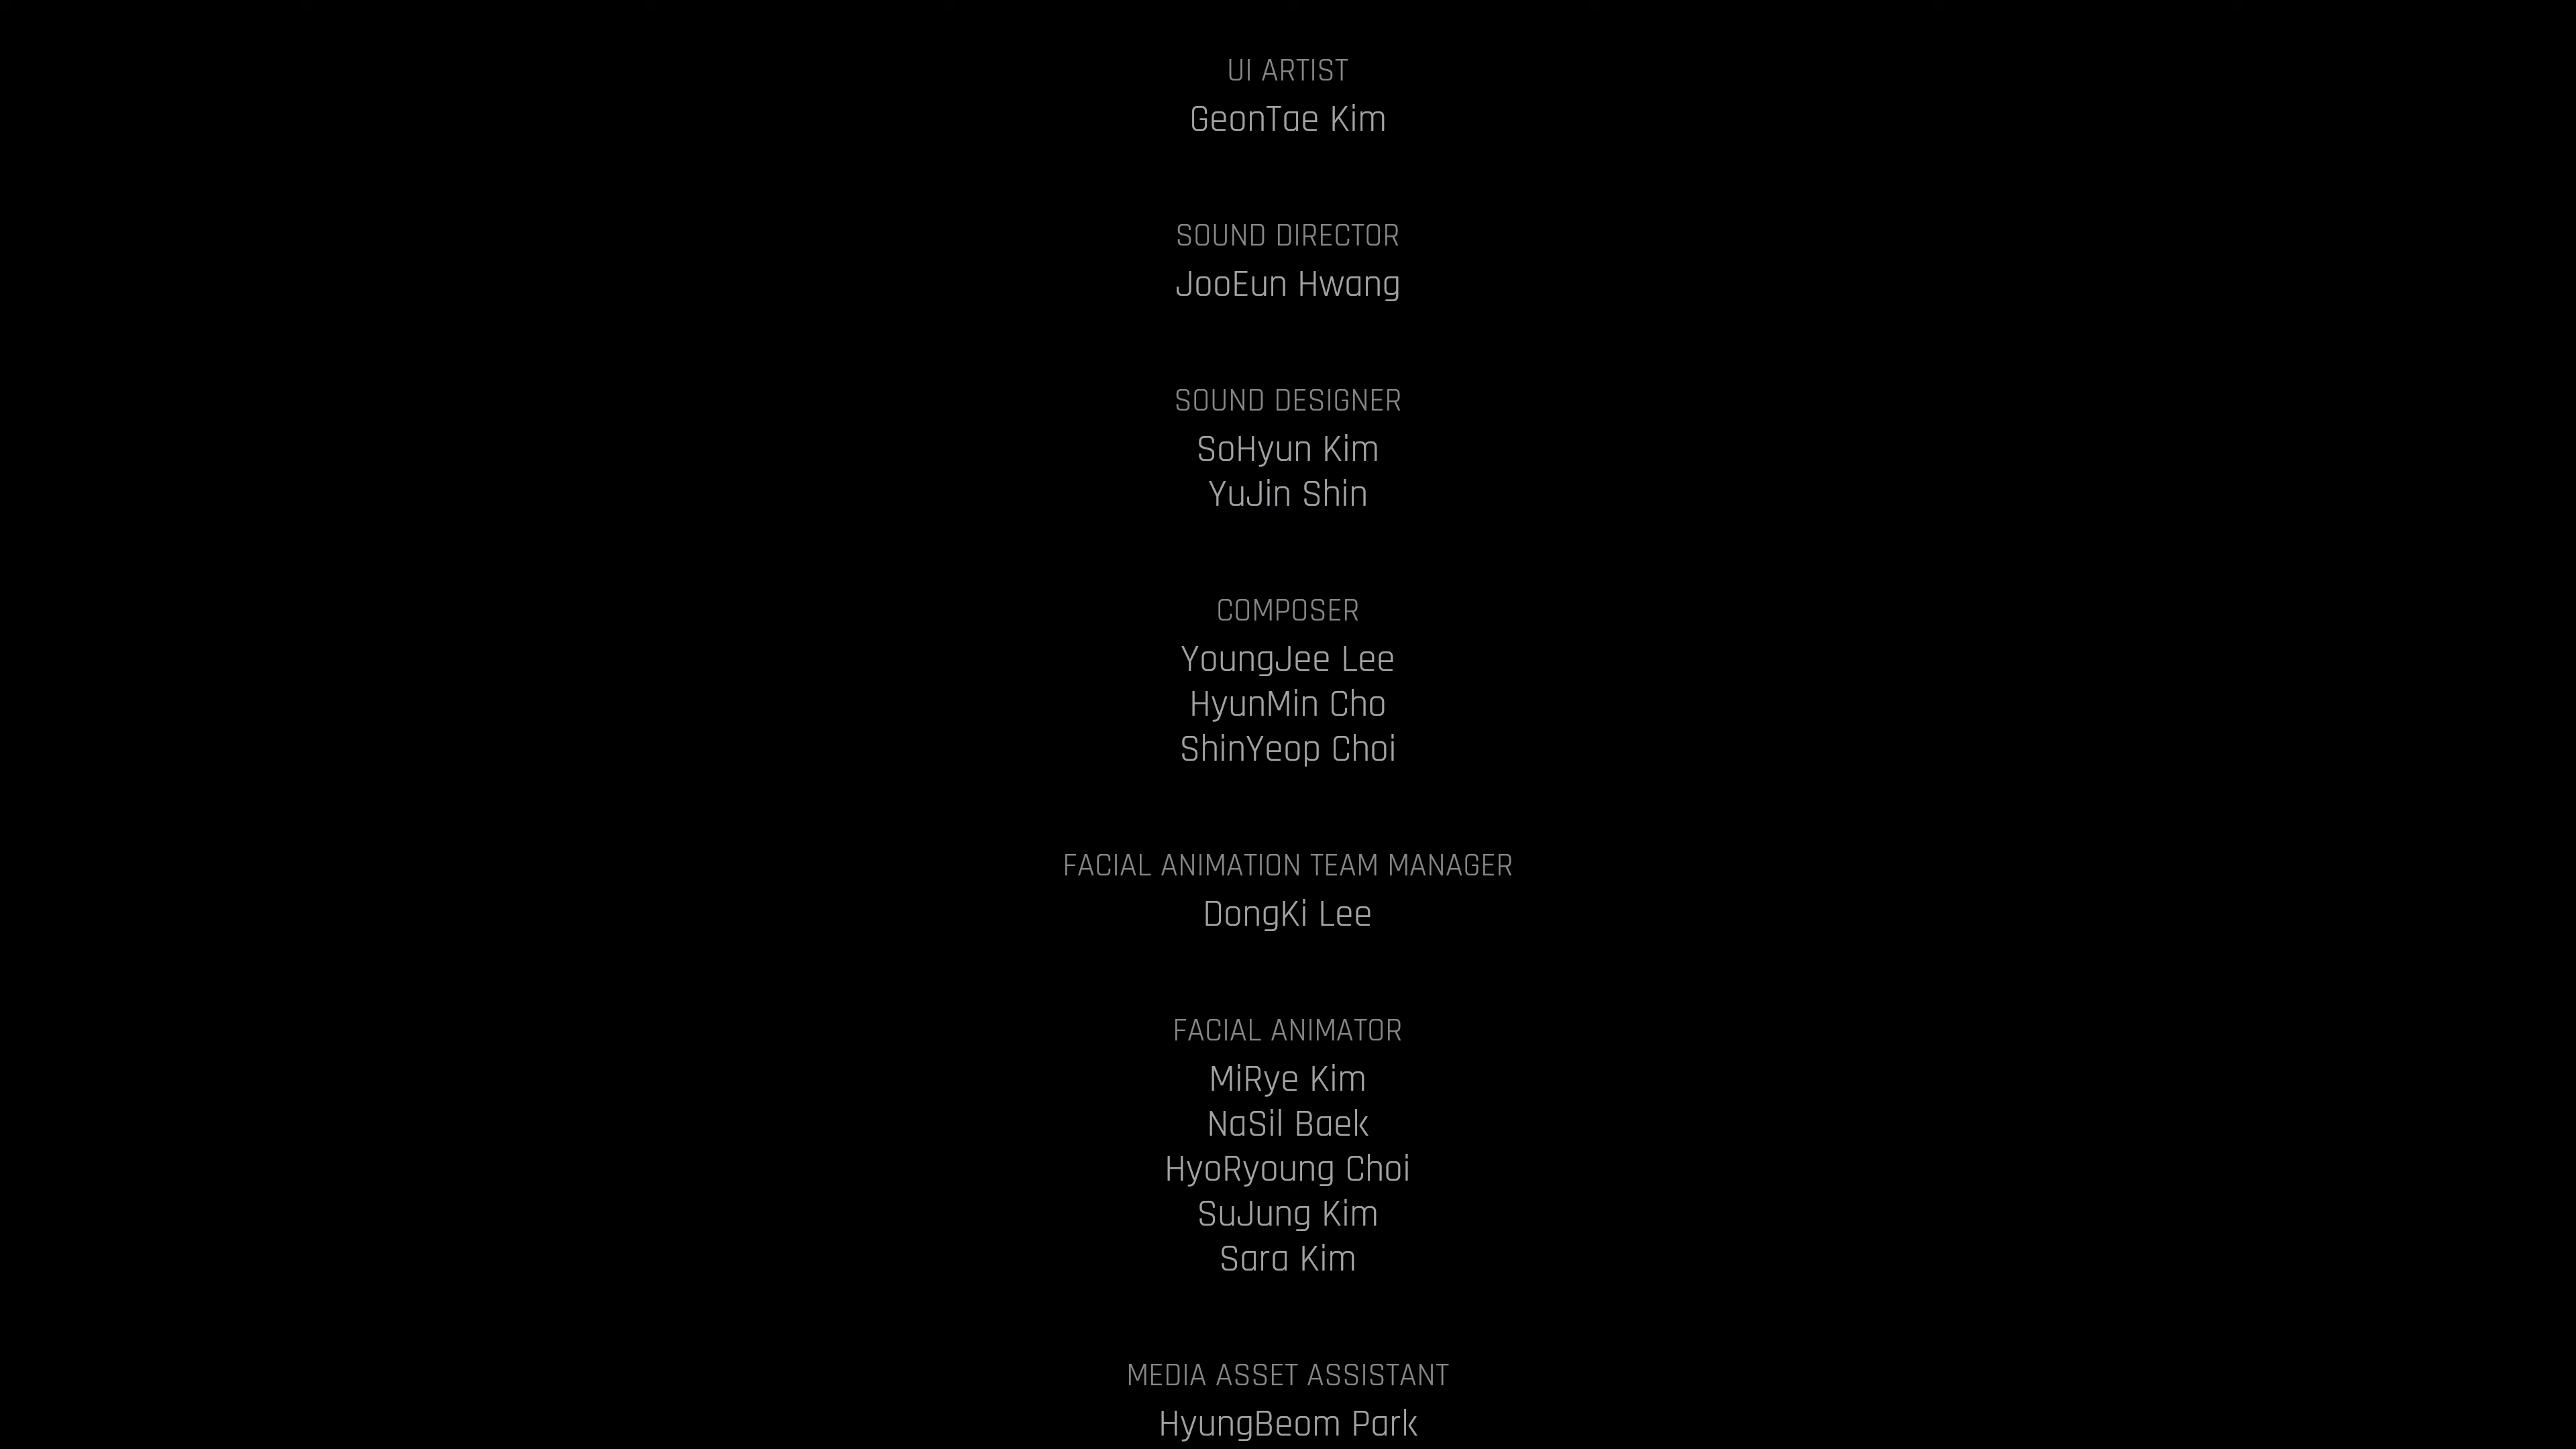 UI ARTIST
GeonTae Kim
SOUND DIRECTOR
JooEun Hwang
SOUND DESIGNER
SoHyun Kim
YuJin Shin
COMPOSER
YoungJee Lee
HyunMin Cho
ShinYeop Choi
FACIAL ANIMATION TEAM MANAGER
DongKi Lee
FACIAL ANIMATOR
MiRye Kim
NaSil Baek
HyoRyoung Choi
SuJung Kim
Sara Kim
MEDIA ASSET ASSISTANT
HyungBeom Park